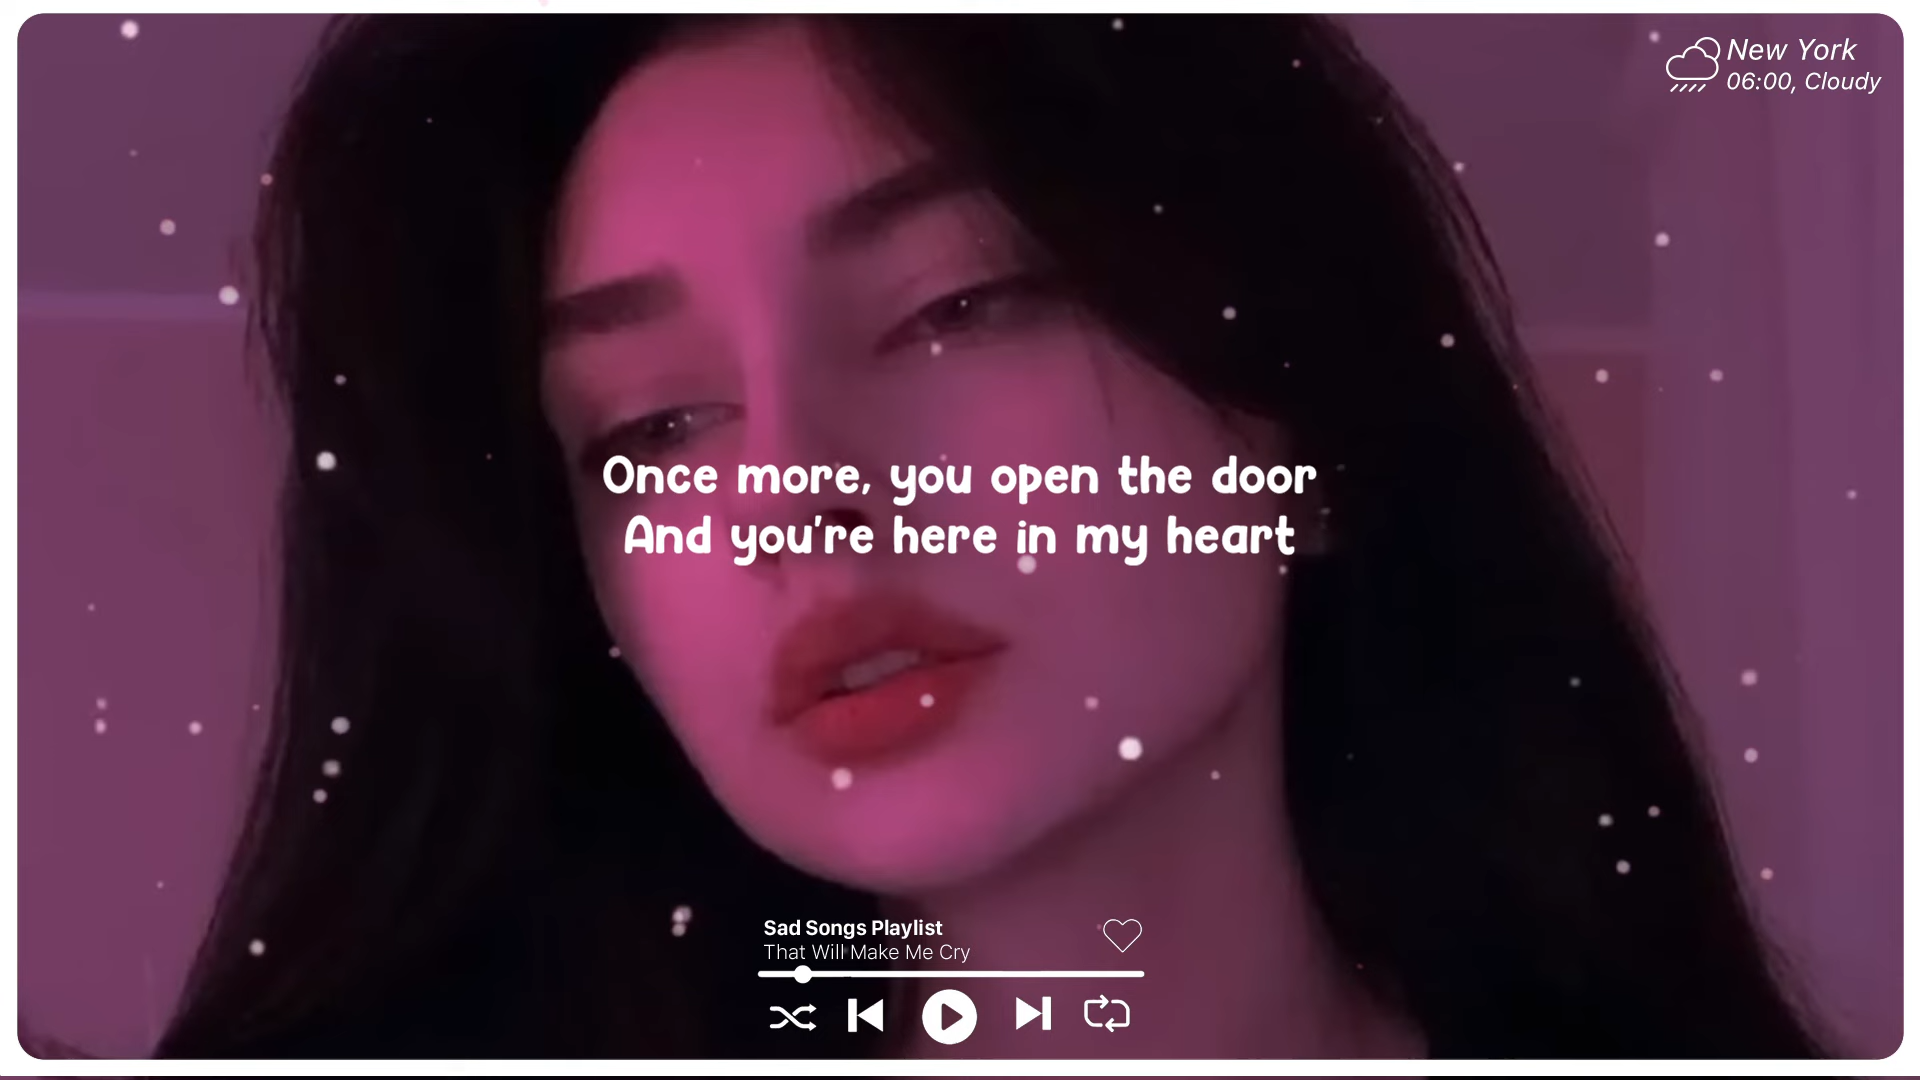 New York
06:00, Cloudy
Once more, you open the door
And you're here in my heart
Sad Songs Playlist
That Will Make Me Cry